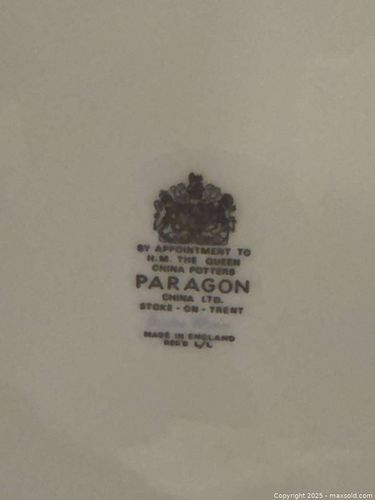 BY APPOINTMENT TO
H.M. THE QUEEN
CHINA POTTERS
PARAGON
CHINA LTD.
STOKE - ON - TRENT
MADE IN ENGLAND
REG'D
Copyright 2025 - maxsold.com